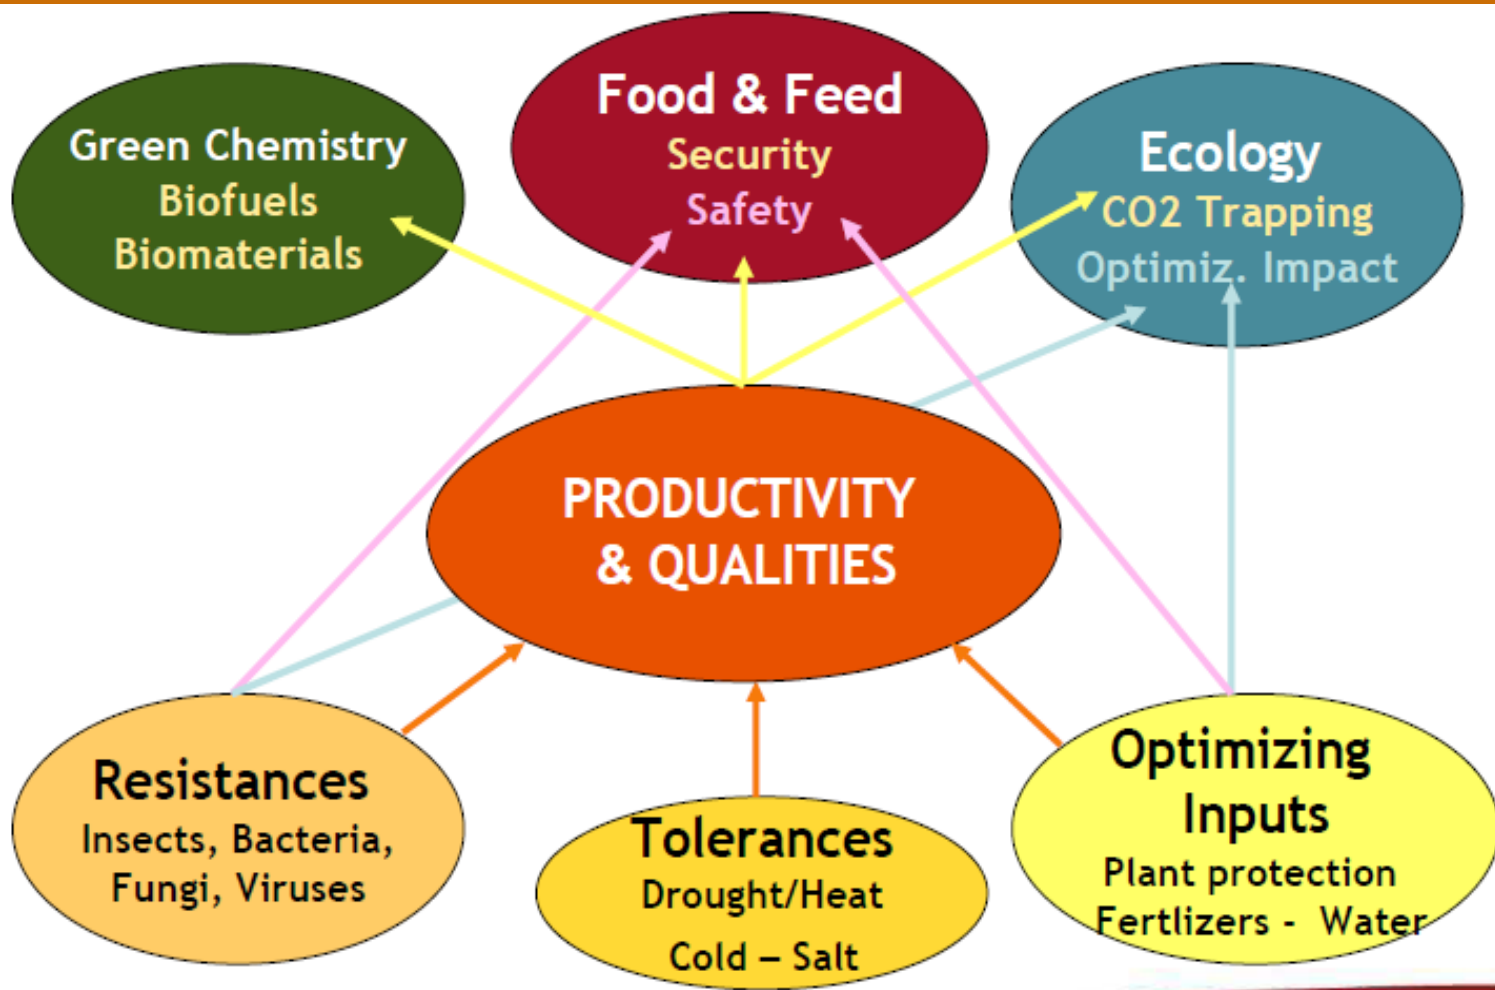 Green Chemistry
Biofuels
Biomaterials
Food & Feed
Security
Safety
Ecology
CO2 Trapping
Optimiz. Impact
PRODUCTIVITY
& QUALITIES
Resistances
Insects, Bacteria,
Fungi, Viruses
Tolerances
Drought/Heat
Cold – Salt
Optimizing
Inputs
Plant protection
Fertlizers - Water